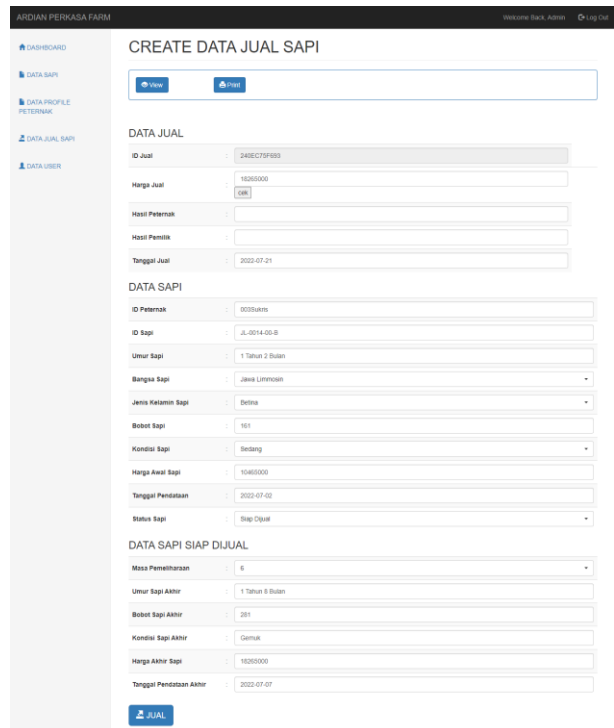 ARDIAN PERKASA FARM
Welcome Back, Admin Log Out
DASHBOARD
DATA SAPI
DATA PROFILE
PETERNAK
DATA JUAL SAPI
DATA USER
CREATE DATA JUAL SAPI
View Print
DATA JUAL
ID Jual : 240EC75F693
Harga Jual : 18265000
cek
Hasil Peternak :
Hasil Pemilik :
Tanggal Jual : 2022-07-21
DATA SAPI
ID Peternak : 003Sukris
ID Sapi : JL-0014-00-B
Umur Sapi : 1 Tahun 2 Bulan
Bangsa Sapi : Jawa Limmosin
Jenis Kelamin Sapi : Betina
Bobot Sapi : 161
Kondisi Sapi : Sedang
Harga Awal Sapi : 10465000
Tanggal Pendataan : 2022-07-02
Status Sapi : Siap Dijual
DATA SAPI SIAP DIJUAL
Masa Pemeliharaan : 6
Umur Sapi Akhir : 1 Tahun 8 Bulan
Bobot Sapi Akhir : 281
Kondisi Sapi Akhir : Gemuk
Harga Akhir Sapi : 18265000
Tanggal Pendataan Akhir : 2022-07-07
JUAL